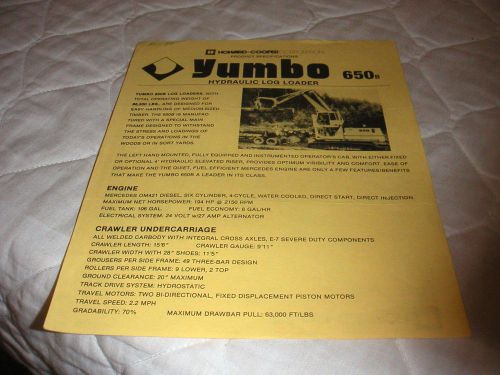 HOWARD-COOPER CORPORATION
PRODUCT SPECIFICATIONS
Yumbo 650B
HYDRAULIC LOG LOADER
YUMBO 650B LOG LOADERS, WITH
TOTAL OPERATING WEIGHT OF
LBS., ARE DESIGNED FOR
EASY HANDLING OF MEDIUM-SIZED
TIMBER. THE 650B IS MANUFAC-
TURED WITH A SPECIAL MAIN
FRAME DESIGNED TO WITHSTAND
THE STRESS AND LOADINGS OF
TODAY'S OPERATIONS IN THE
WOODS OR IN SORT YARDS.
THE LEFT HAND MOUNTED, FULLY EQUIPPED AND INSTRUMENTED OPERATOR'S CAB, WITH EITHER FIXED
OR OPTIONAL 4' HYDRAULIC ELEVATED RISER, PROVIDES OPTIMUM VISIBILITY AND COMFORT. EASE OF
OPERATION AND THE QUIET, FUEL EFFICIENT MERCEDES ENGINE ARE ONLY A FEW FEATURES/BENEFITS
THAT MAKE THE YUMBO 650B A LEADER IN ITS CLASS.
ENGINE
MERCEDES OM421 DIESEL, SIX CYLINDER, 4-CYCLE, WATER COOLED, DIRECT START, DIRECT INJECTION.
MAXIMUM NET HORSEPOWER: 194 HP @ 2150 RPM
FUEL TANK: 106 GAL. FUEL ECONOMY: 6 GAL/HR
ELECTRICAL SYSTEM: 24 VOLT w/27 AMP ALTERNATOR
CRAWLER UNDERCARRIAGE
ALL WELDED CARBODY WITH INTEGRAL CROSS AXLES, E-7 SEVERE DUTY COMPONENTS
CRAWLER LENGTH: 15'6" CRAWLER GAUGE: 9'11"
CRAWLER WIDTH WITH 28" SHOES: 11'5"
GROUSERS PER SIDE FRAME: 49 THREE-BAR DESIGN
ROLLERS PER SIDE FRAME: 9 LOWER, 2 TOP
GROUND CLEARANCE: 20" MAXIMUM
TRACK DRIVE SYSTEM: HYDROSTATIC
TRAVEL MOTORS: TWO BI-DIRECTIONAL, FIXED DISPLACEMENT PISTON MOTORS
TRAVEL SPEED: 2.2 MPH
GRADABILITY: 70% MAXIMUM DRAWBAR PULL: 63,000 FT/LBS